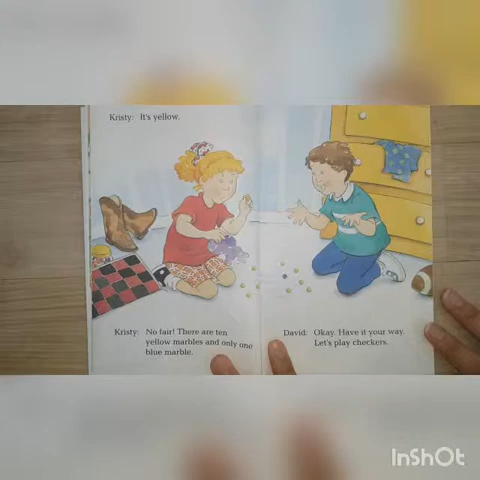 Kristy: It's yellow.
Kristy: No fair! There are ten
yellow marbles and only one
blue marble.
David: Okay. Have it your way.
Let's play checkers.
InShOt